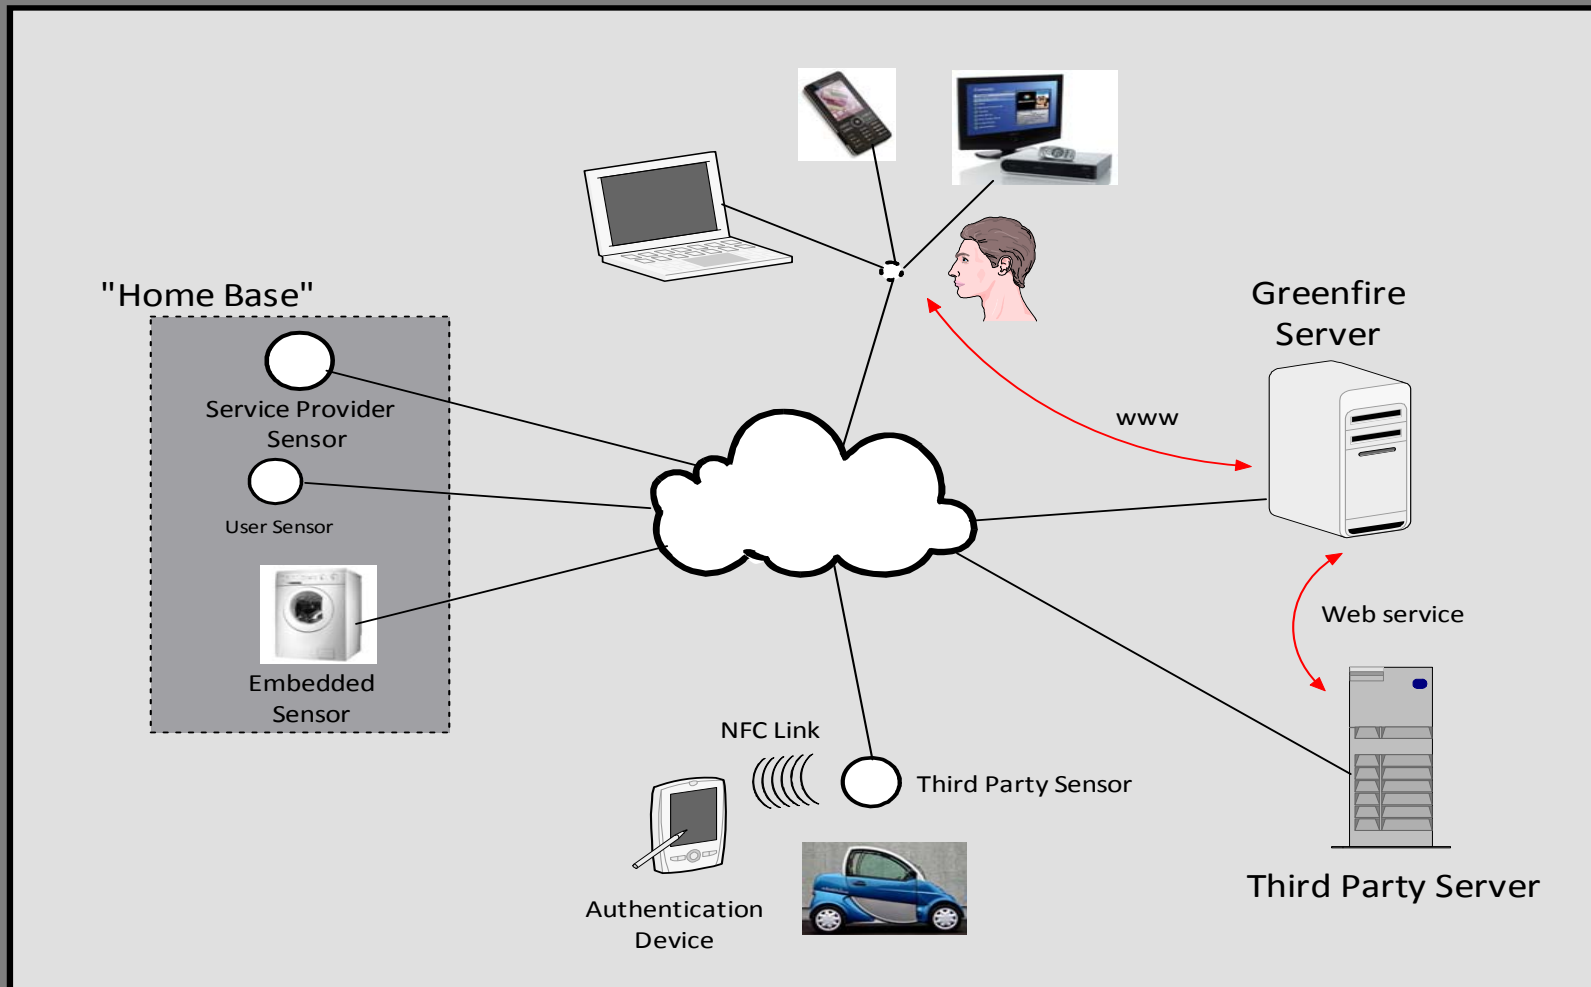 "Home Base"
Service Provider
Sensor
User Sensor
Embedded
Sensor
Greenfire
Server
www
Web service
NFC Link
Third Party Sensor
Authentication
Device
Third Party Server